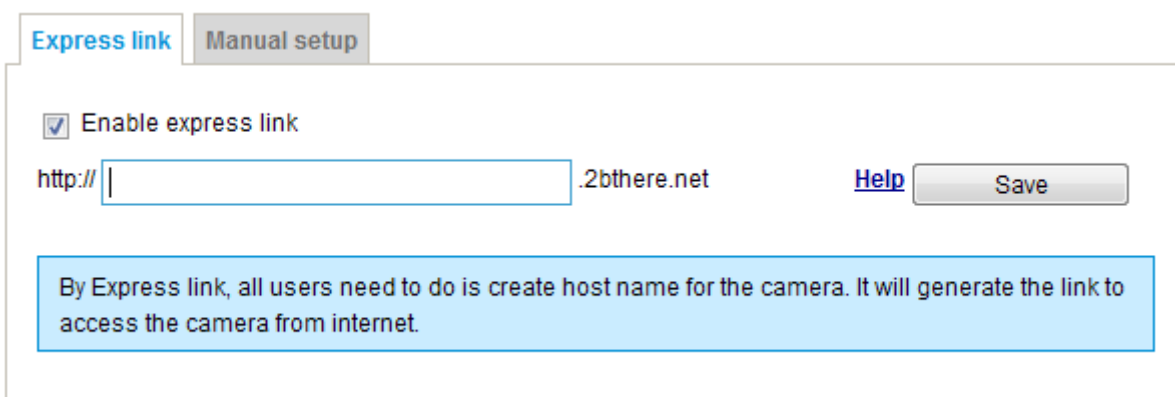 Express link Manual setup
Enable express link
http:// .2bthere.net Help Save
By Express link, all users need to do is create host name for the camera. It will generate the link to
access the camera from internet.